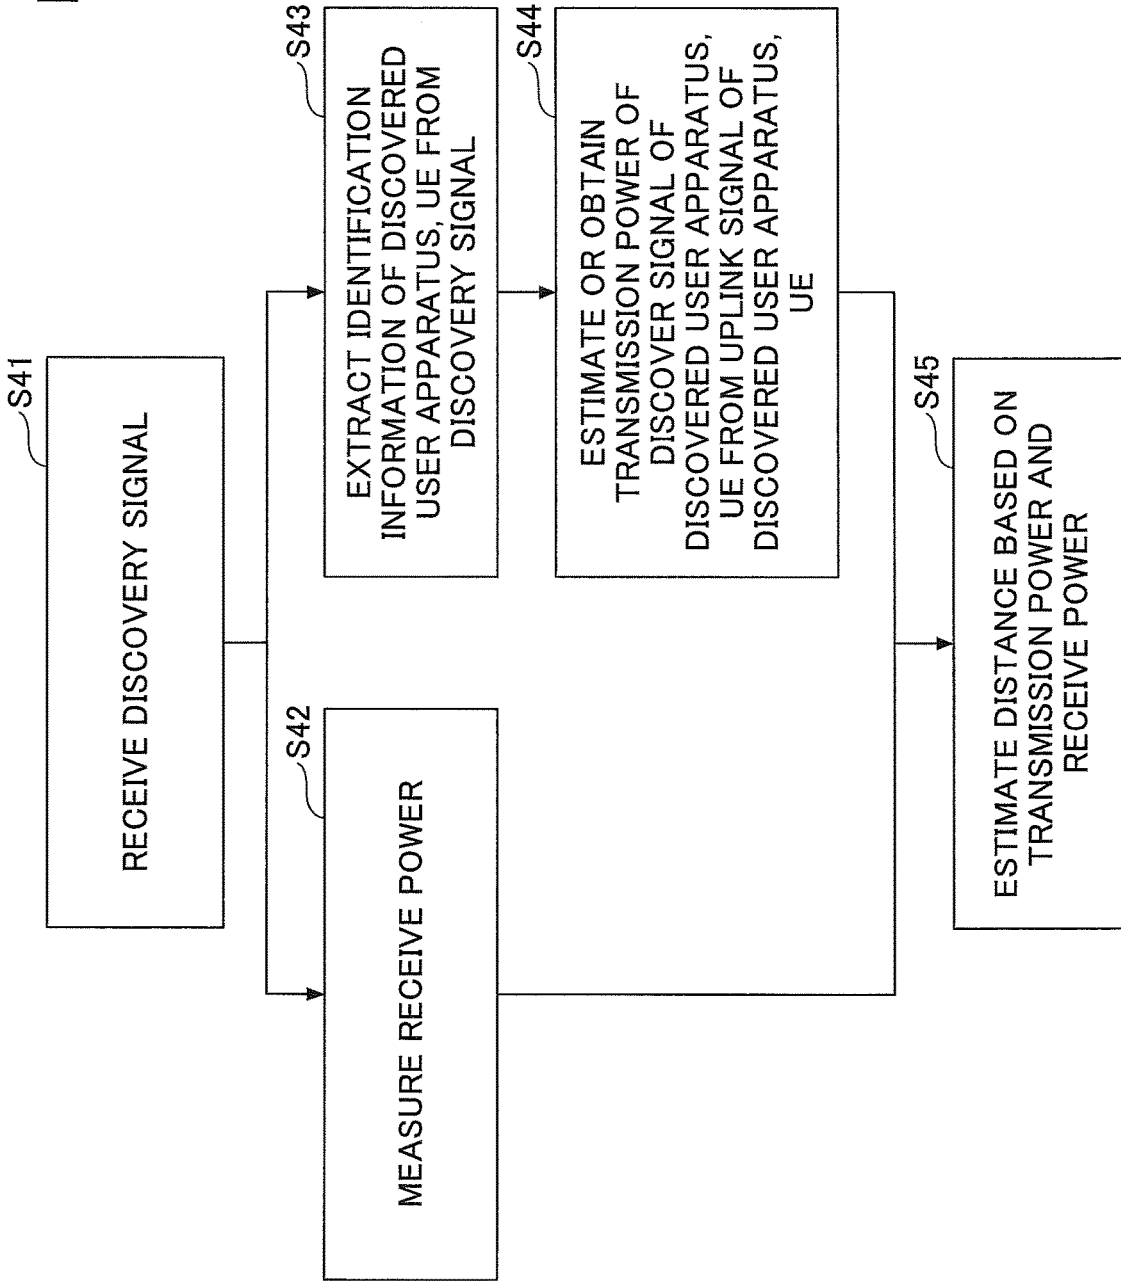 S41
RECEIVE DISCOVERY SIGNAL
S42
MEASURE RECEIVE POWER
S43
EXTRACT IDENTIFICATION
INFORMATION OF DISCOVERED
USER APPARATUS, UE FROM
DISCOVERY SIGNAL
S44
ESTIMATE OR OBTAIN
TRANSMISSION POWER OF
DISCOVER SIGNAL OF
DISCOVERED USER APPARATUS,
UE FROM UPLINK SIGNAL OF
DISCOVERED USER APPARATUS,
UE
S45
ESTIMATE DISTANCE BASED ON
TRANSMISSION POWER AND
RECEIVE POWER